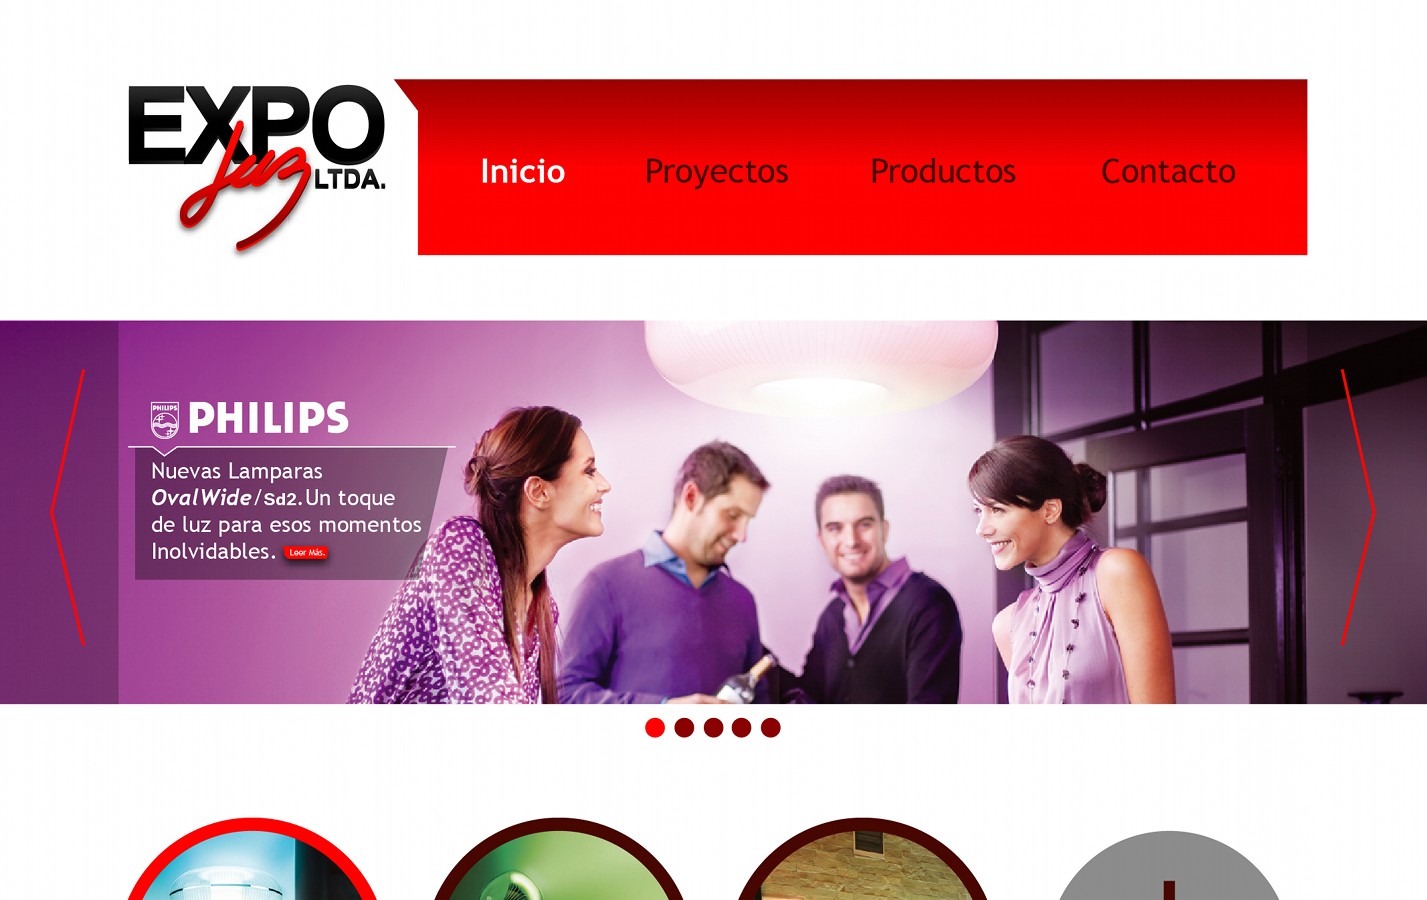 EXPO
Luz
LTDA.
Inicio Proyectos Productos Contacto
PHILIPS PHILIPS
Nuevas Lamparas
OvalWide/Sd2.Un toque
de luz para esos momentos
Inolvidables. Leer Más.